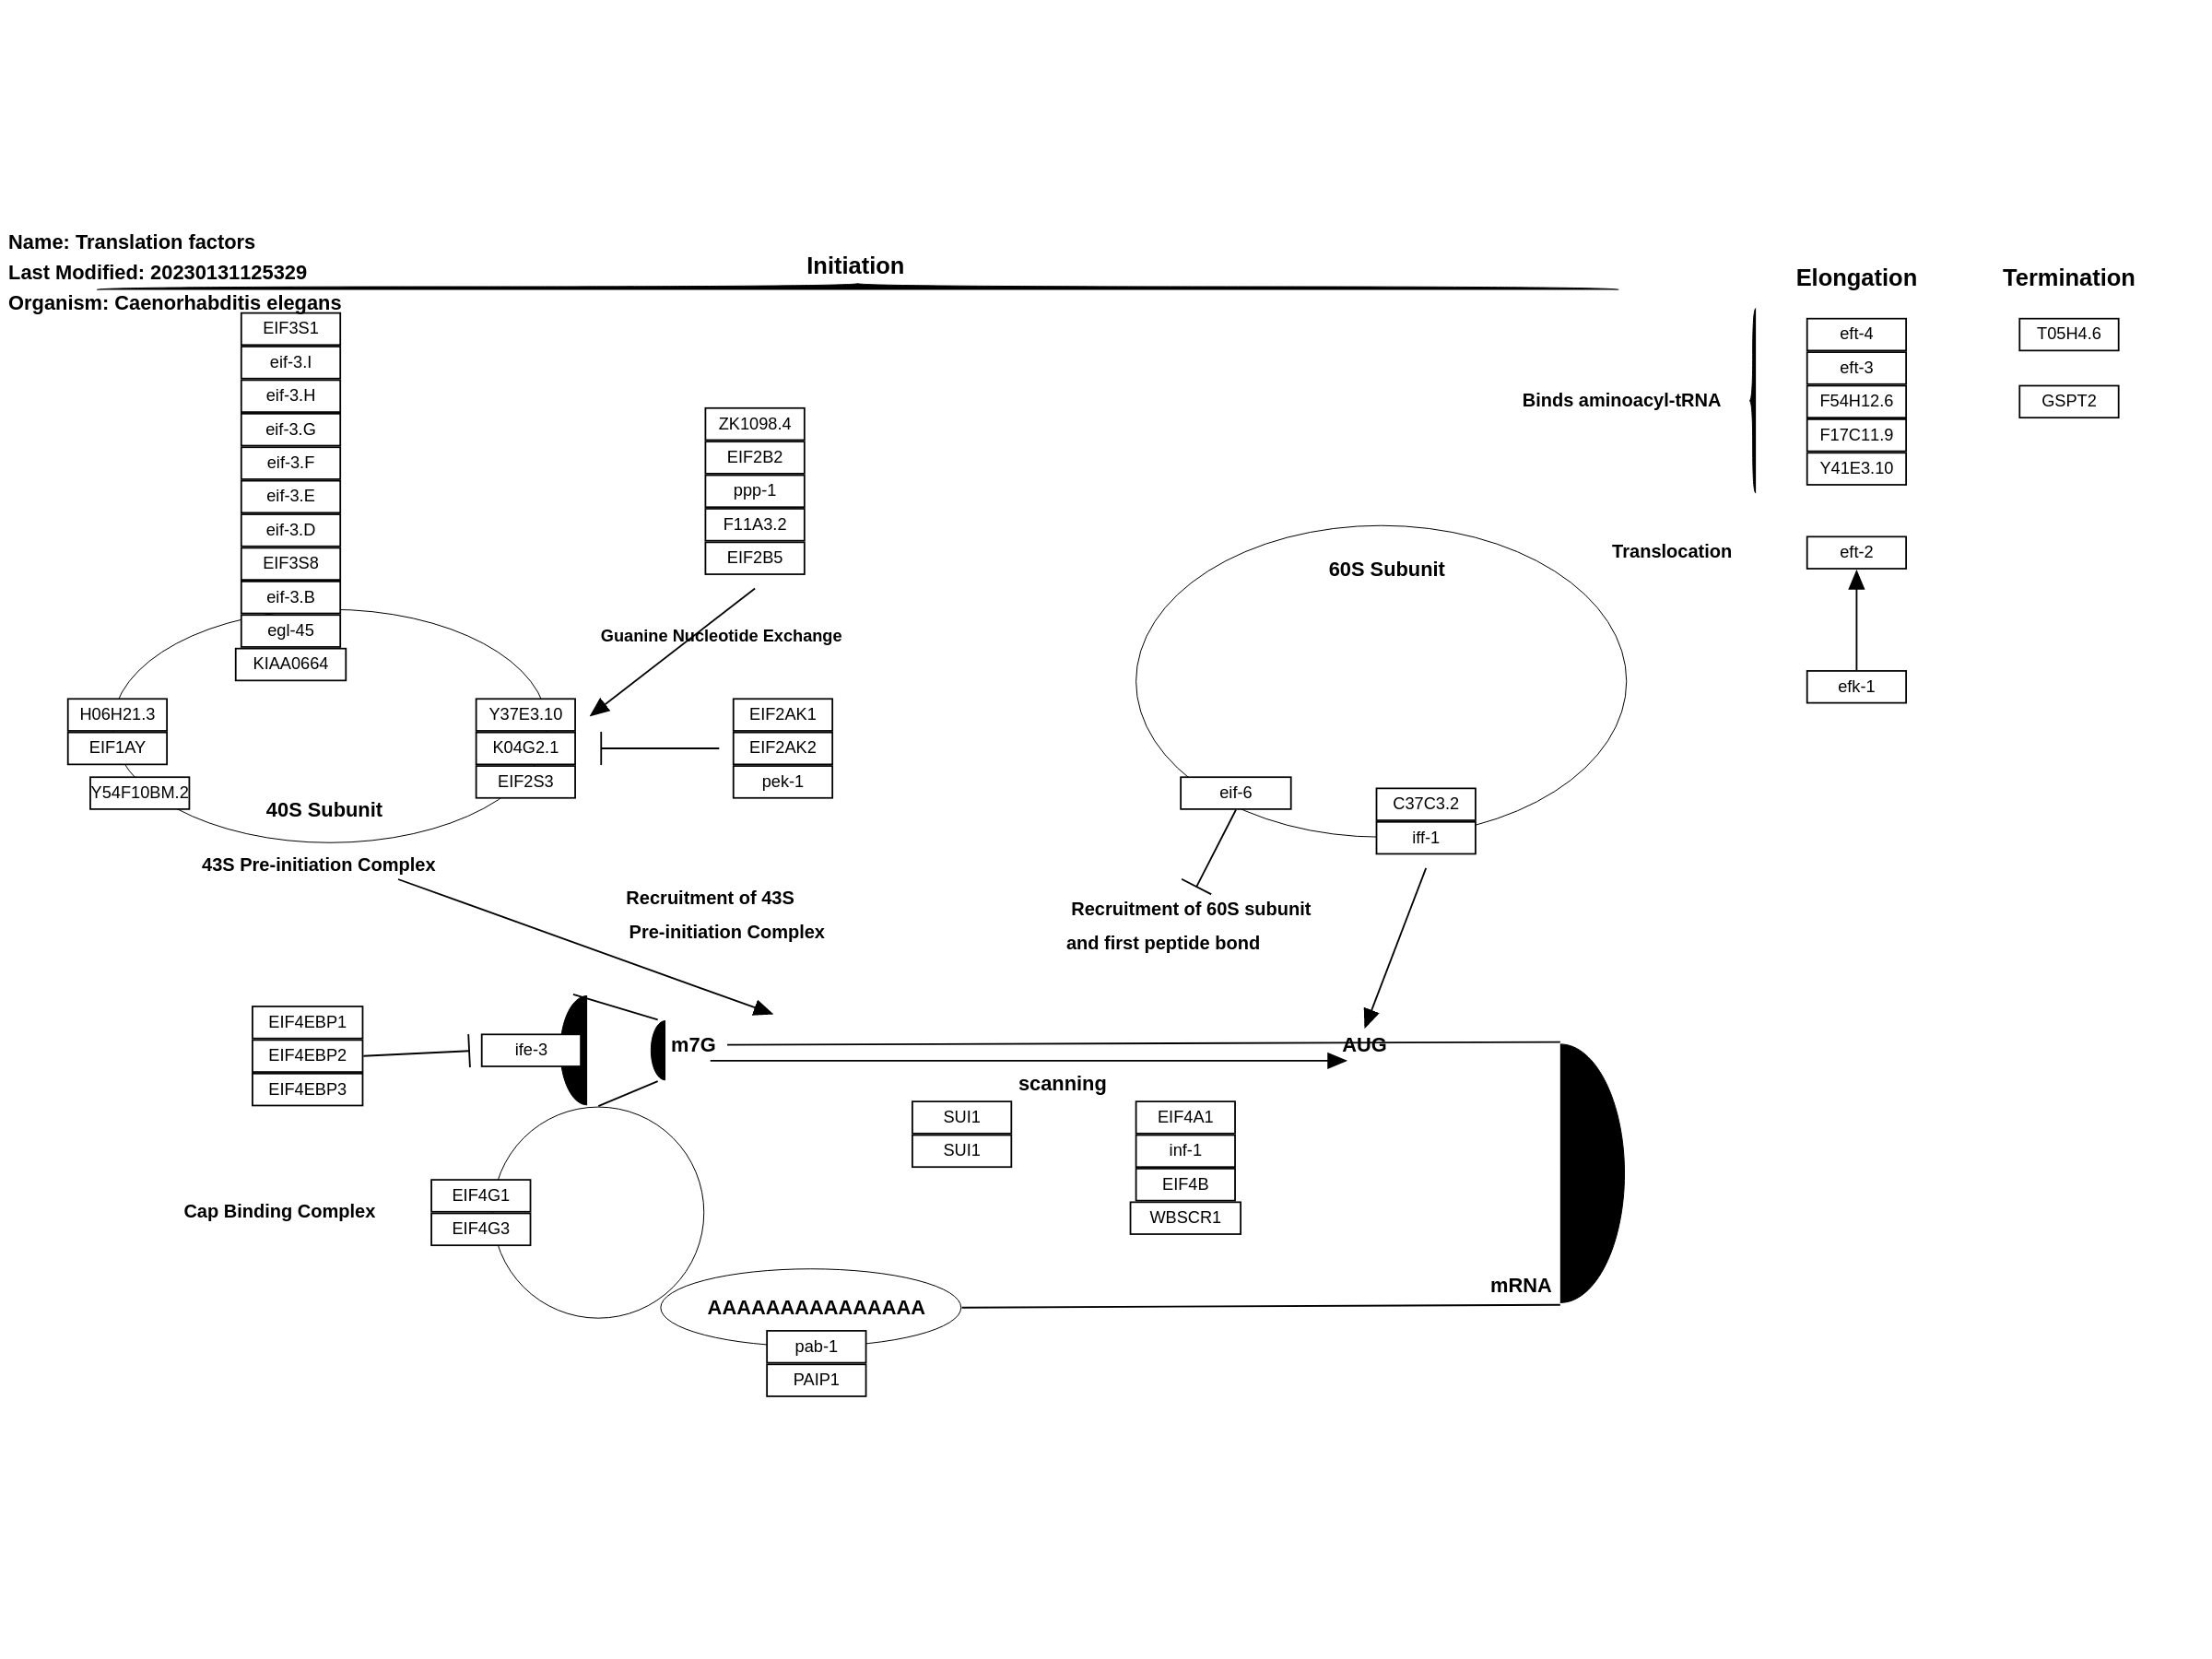 Name: Translation factors
Last Modified: 20230131125329
Organism: Caenorhabditis elegans
Initiation
Elongation
Termination
EIF3S1
eif-3.I
eif-3.H
eif-3.G
eif-3.F
eif-3.E
eif-3.D
EIF3S8
eif-3.B
egl-45
KIAA0664
ZK1098.4
EIF2B2
ppp-1
F11A3.2
EIF2B5
Guanine Nucleotide Exchange
H06H21.3
EIF1AY
Y54F10BM.2
40S Subunit
Y37E3.10
K04G2.1
EIF2S3
EIF2AK1
EIF2AK2
pek-1
43S Pre-initiation Complex
Recruitment of 43S
Pre-initiation Complex
60S Subunit
eif-6
C37C3.2
iff-1
Recruitment of 60S subunit
and first peptide bond
Binds aminoacyl-tRNA
eft-4
eft-3
F54H12.6
F17C11.9
Y41E3.10
Translocation
eft-2
efk-1
T05H4.6
GSPT2
EIF4EBP1
EIF4EBP2
EIF4EBP3
ife-3
m7G
AUG
scanning
SUI1
SUI1
EIF4A1
inf-1
EIF4B
WBSCR1
Cap Binding Complex
EIF4G1
EIF4G3
mRNA
AAAAAAAAAAAAAAA
pab-1
PAIP1